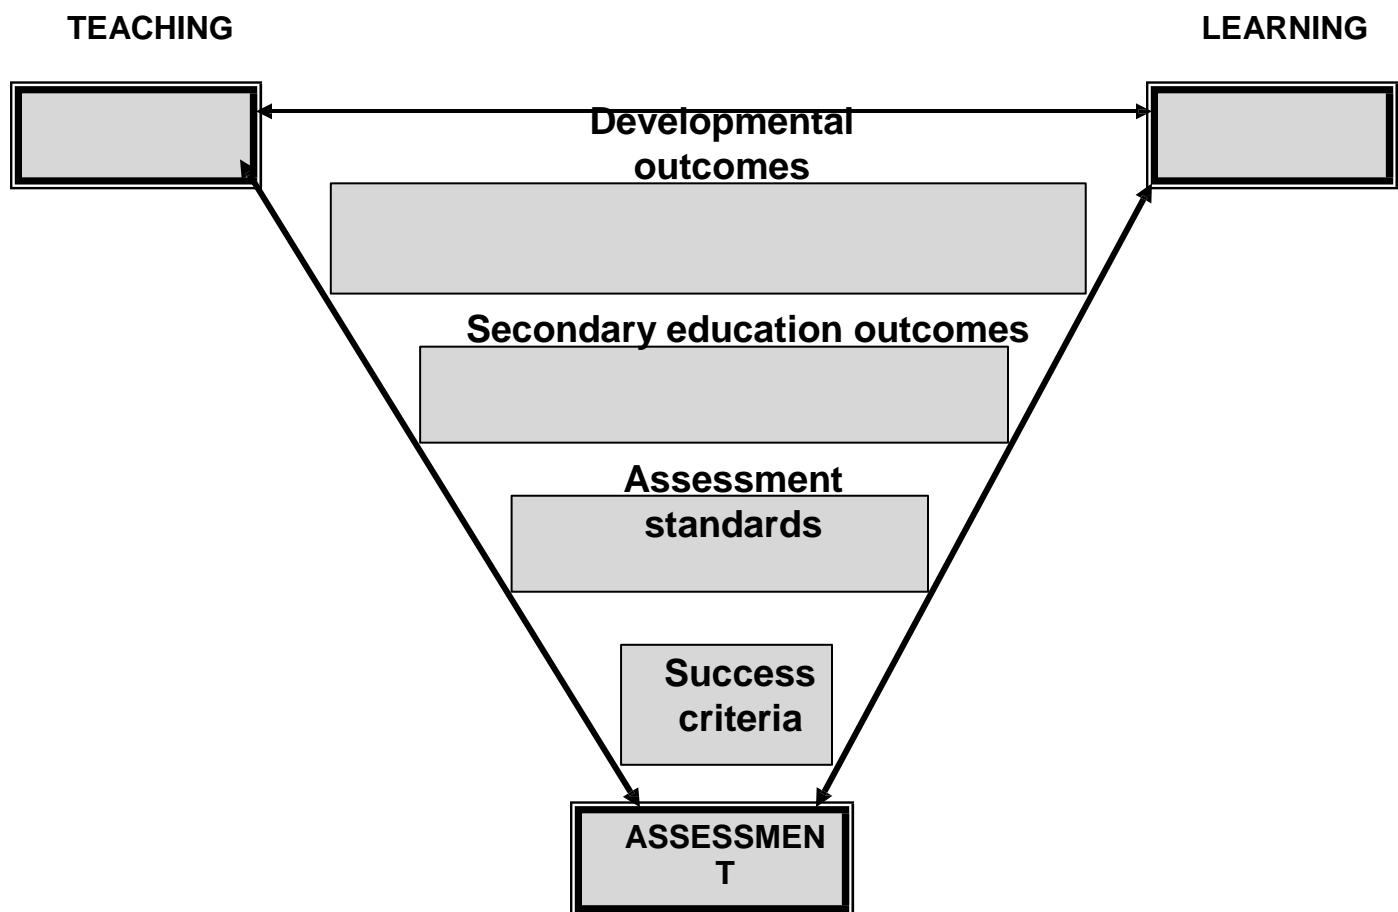 TEACHING
LEARNING
Developmental
outcomes
Secondary education outcomes
Assessment
standards
Success
criteria
ASSESSMEN
T